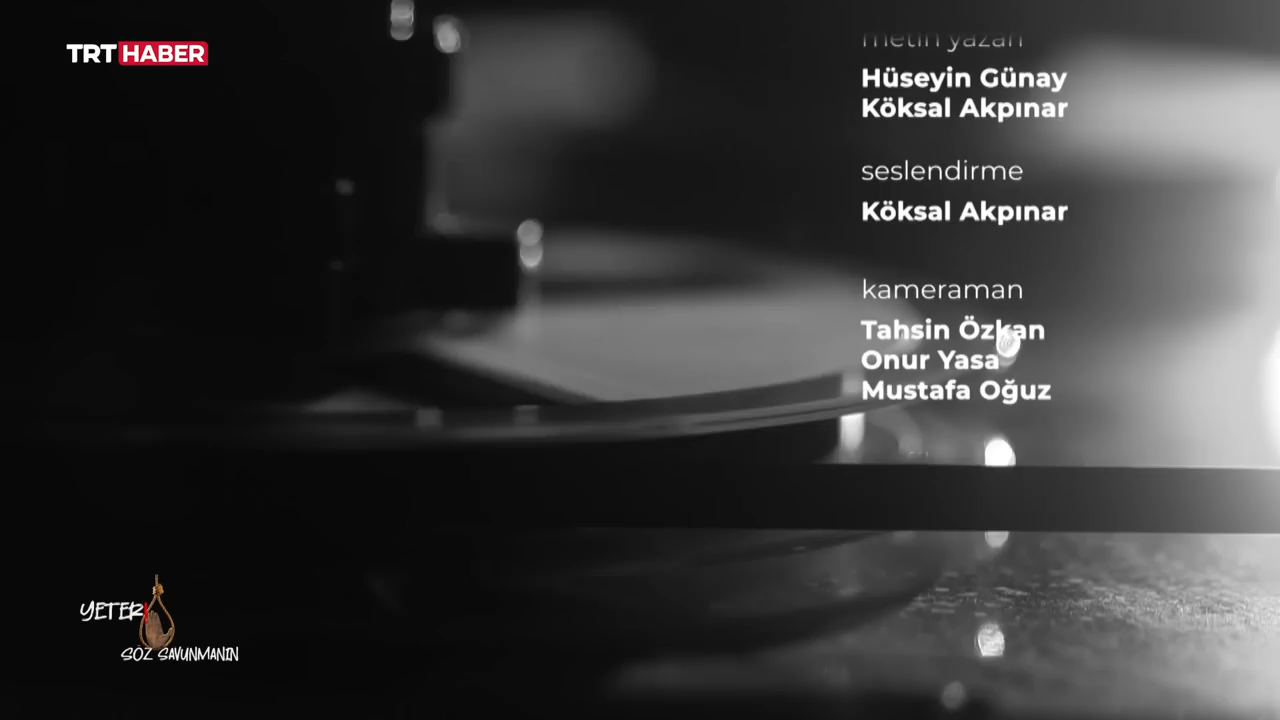 TRT HABER
metin yazarı
Hüseyin Günay
Köksal Akpınar
seslendirme
Köksal Akpınar
kameraman
Tahsin Özkan
Onur Yasa
Mustafa Oğuz
YETER!
SÖZ SAVUNMANIN